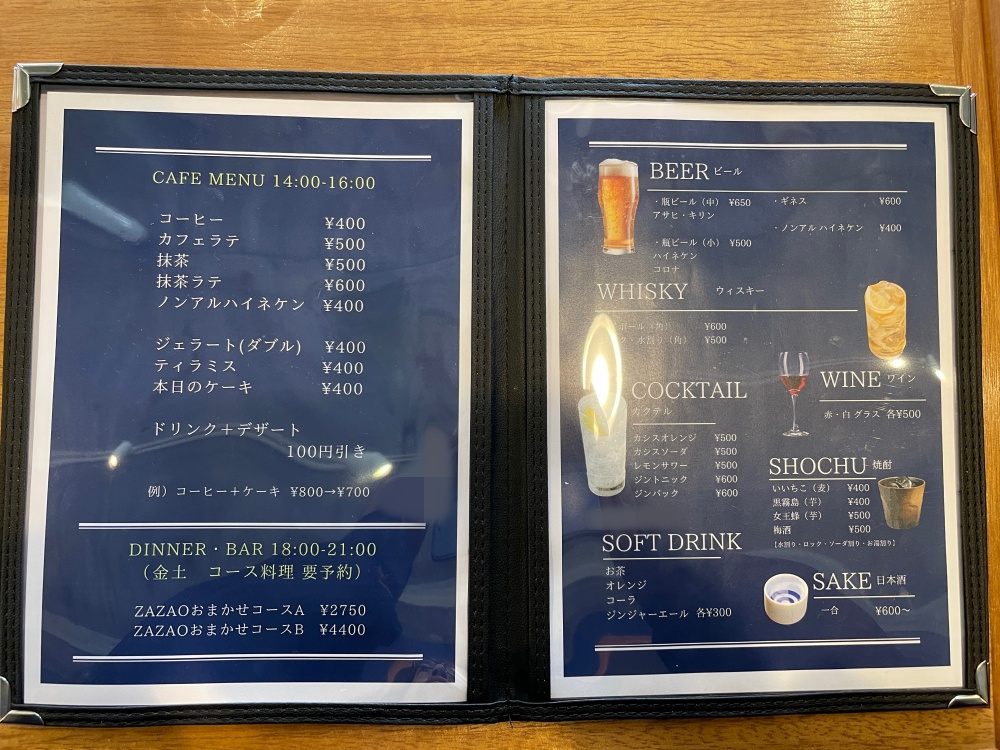 CAFE MENU 14:00-16:00
コーヒー ¥400
カフェラテ ¥500
抹茶 ¥500
抹茶ラテ ¥600
ノンアルハイネケン ¥400
ジェラート(ダブル) ¥400
ティラミス ¥400
本日のケーキ ¥400
ドリンク＋デザート
100円引き
例）コーヒー＋ケーキ ¥800→¥700
DINNER・BAR 18:00-21:00
（金土　コース料理 要予約）
ZAZAOおまかせコースA ¥2750
ZAZAOおまかせコースB ¥4400
BEER ビール
・瓶ビール（中） ¥650
アサヒ・キリン
・瓶ビール（小） ¥500
ハイネケン
コロナ
・ギネス ¥600
・ノンアル ハイネケン ¥400
WHISKY ウィスキー
ボール（角） ¥600
ク・水割り（角） ¥500
COCKTAIL
カクテル
カシスオレンジ ¥500
カシスソーダ ¥500
レモンサワー ¥500
ジントニック ¥600
ジンバック ¥600
SOFT DRINK
お茶
オレンジ
コーラ
ジンジャーエール 各¥300
WINE ワイン
赤・白 グラス 各¥500
SHOCHU 焼酎
いいちこ（麦） ¥400
黒霧島（芋） ¥400
女王蜂（芋） ¥500
梅酒 ¥500
【水割り・ロック・ソーダ割り・お湯割り】
SAKE 日本酒
一合 ¥600〜